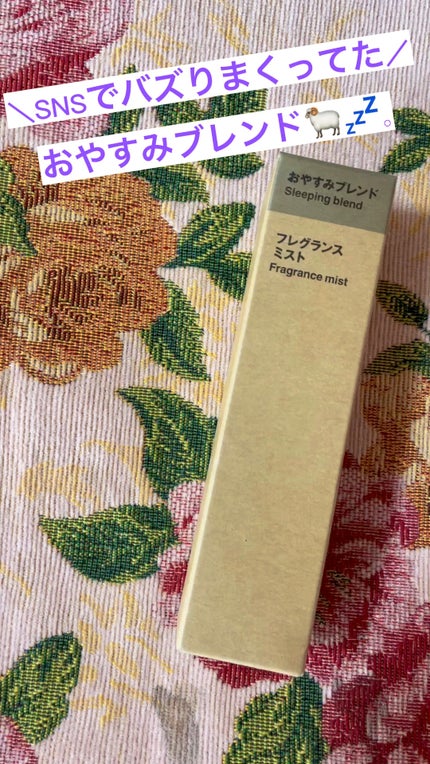 ＼SNSでバズりまくってた／
おやすみブレンド🐏💤。
おやすみブレンド
Sleeping blend
フレグランス
ミスト
Fragrance mist